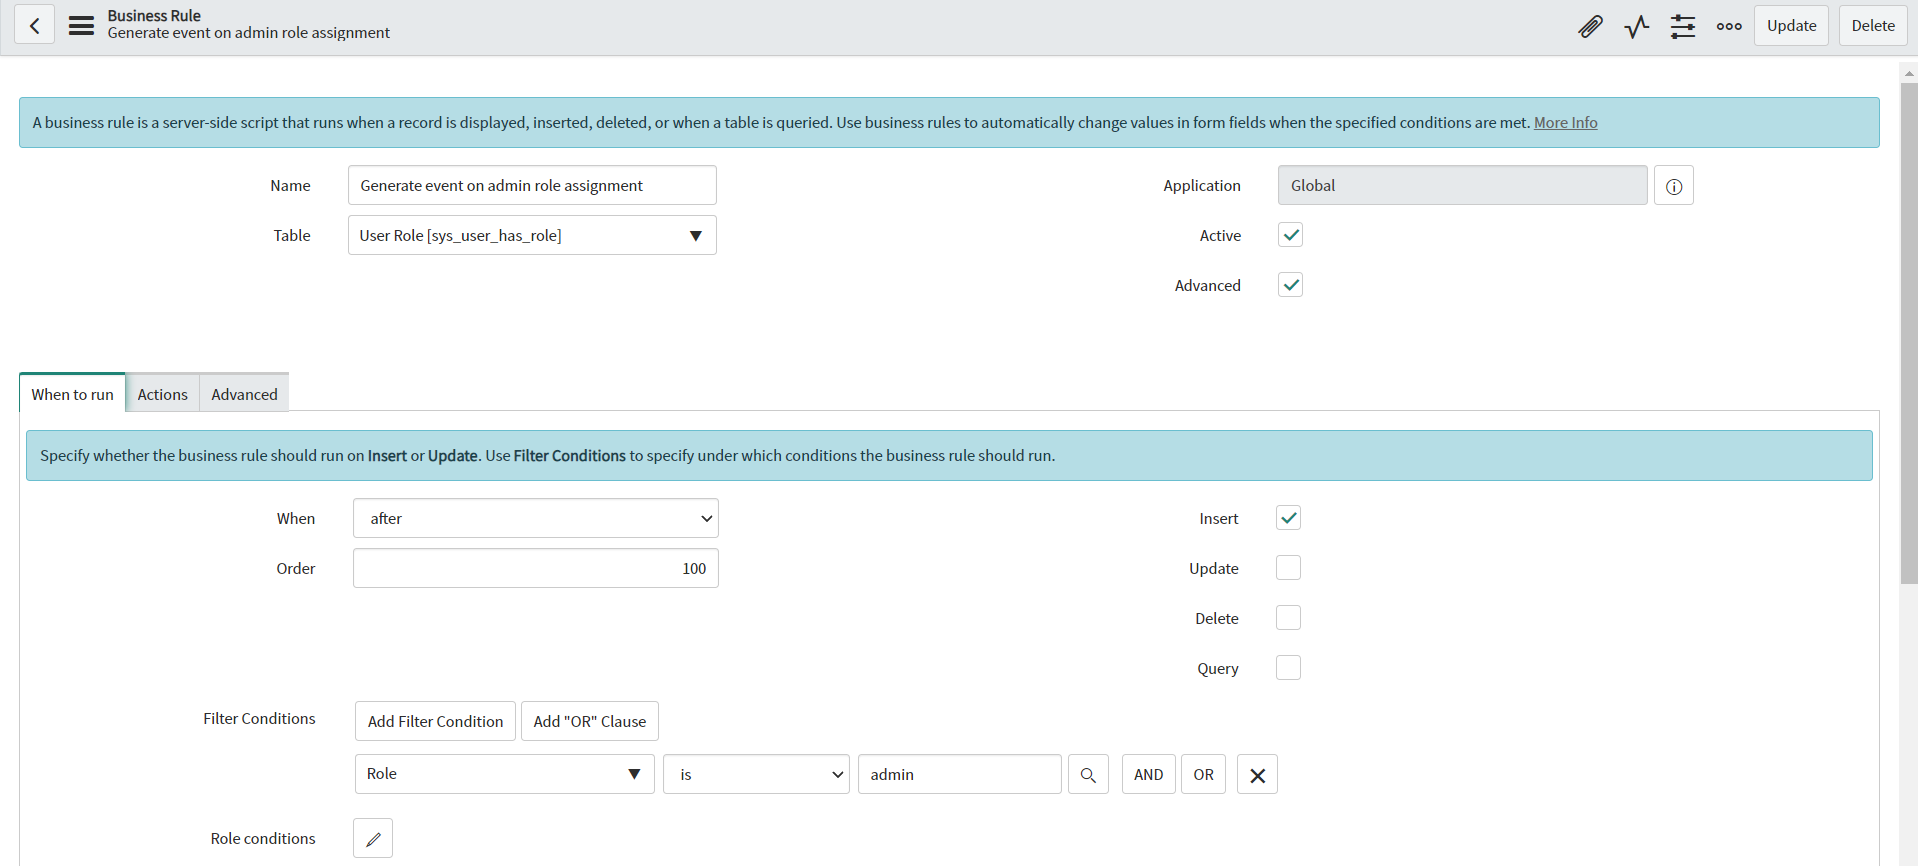 Business Rule
Generate event on admin role assignment
Update
Delete
A business rule is a server-side script that runs when a record is displayed, inserted, deleted, or when a table is queried. Use business rules to automatically change values in form fields when the specified conditions are met. More Info
Name
Generate event on admin role assignment
Application
Global
Table
User Role [sys_user_has_role]
Active
Advanced
When to run
Actions
Advanced
Specify whether the business rule should run on Insert or Update. Use Filter Conditions to specify under which conditions the business rule should run.
When
after
Insert
Order
100
Update
Delete
Query
Filter Conditions
Add Filter Condition
Add "OR" Clause
Role
is
admin
AND
OR
Role conditions